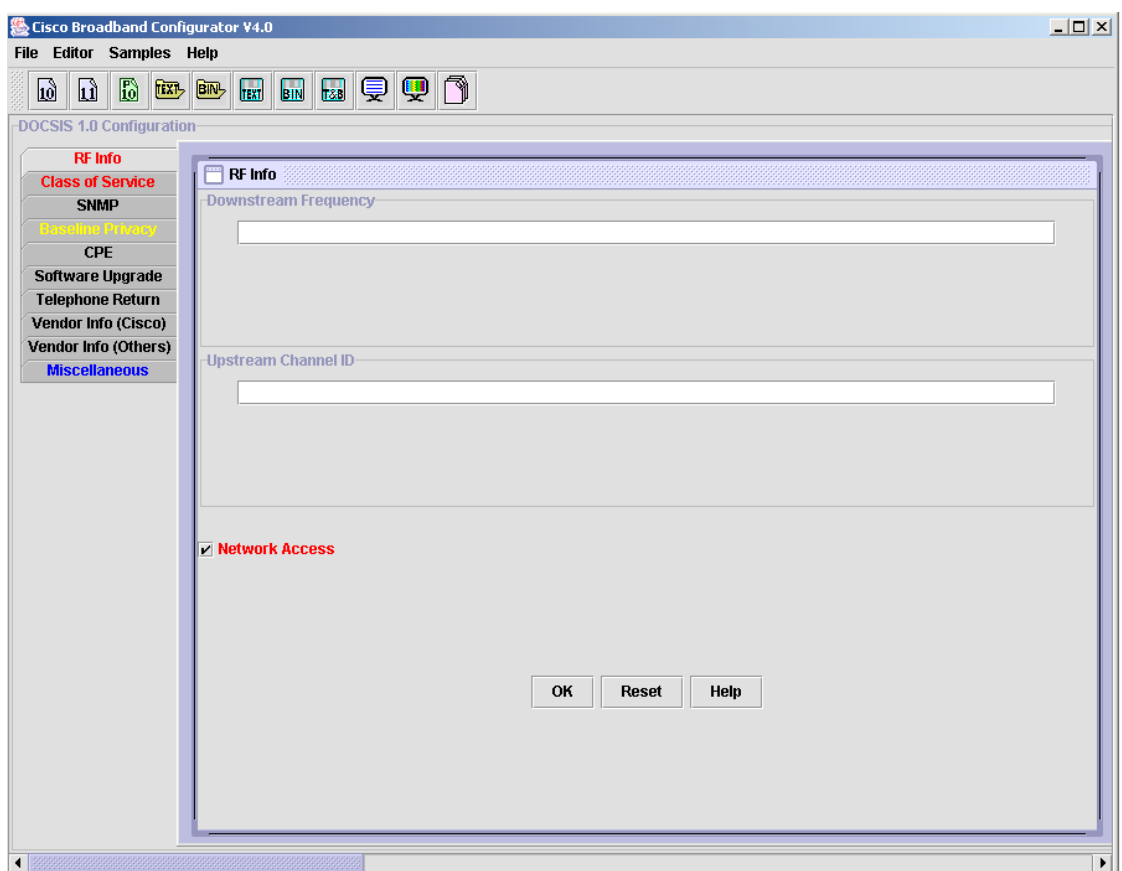 Cisco Broadband Configurator V4.0
File Editor Samples Help
10 11 P 10 TEXT BIN TEXT BIN T&B
DOCSIS 1.0 Configuration
RF Info
Class of Service
SNMP
Baseline Privacy
CPE
Software Upgrade
Telephone Return
Vendor Info (Cisco)
Vendor Info (Others)
Miscellaneous
RF Info
Downstream Frequency
Upstream Channel ID
Network Access
OK Reset Help